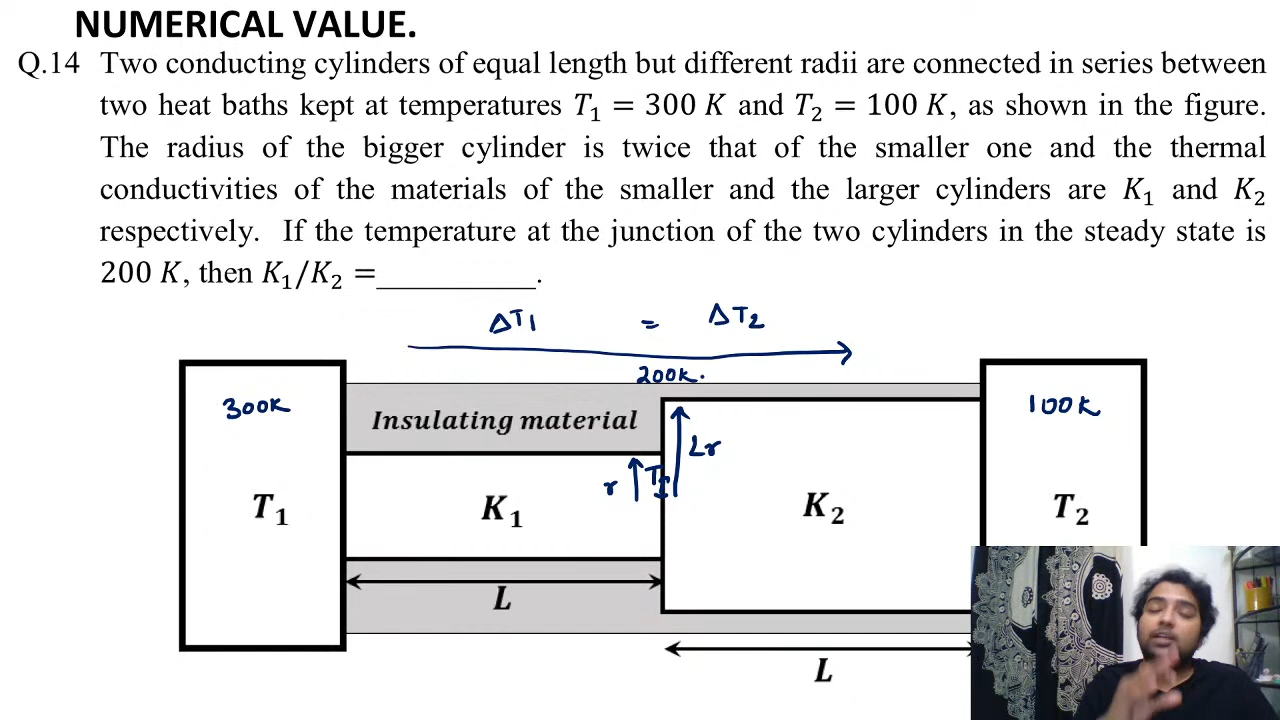 NUMERICAL VALUE.
Q.14 Two conducting cylinders of equal length but different radii are connected in series between
two heat baths kept at temperatures T₁ = 300 K and T₂ = 100 K, as shown in the figure.
The radius of the bigger cylinder is twice that of the smaller one and the thermal
conductivities of the materials of the smaller and the larger cylinders are K₁ and K₂
respectively. If the temperature at the junction of the two cylinders in the steady state is
200 K, then K₁/K₂ =__________.
ΔT₁ = ΔT₂
200K.
300K
Insulating material
100K
2r
r
T₁
K₁
K₂
T₂
L
L